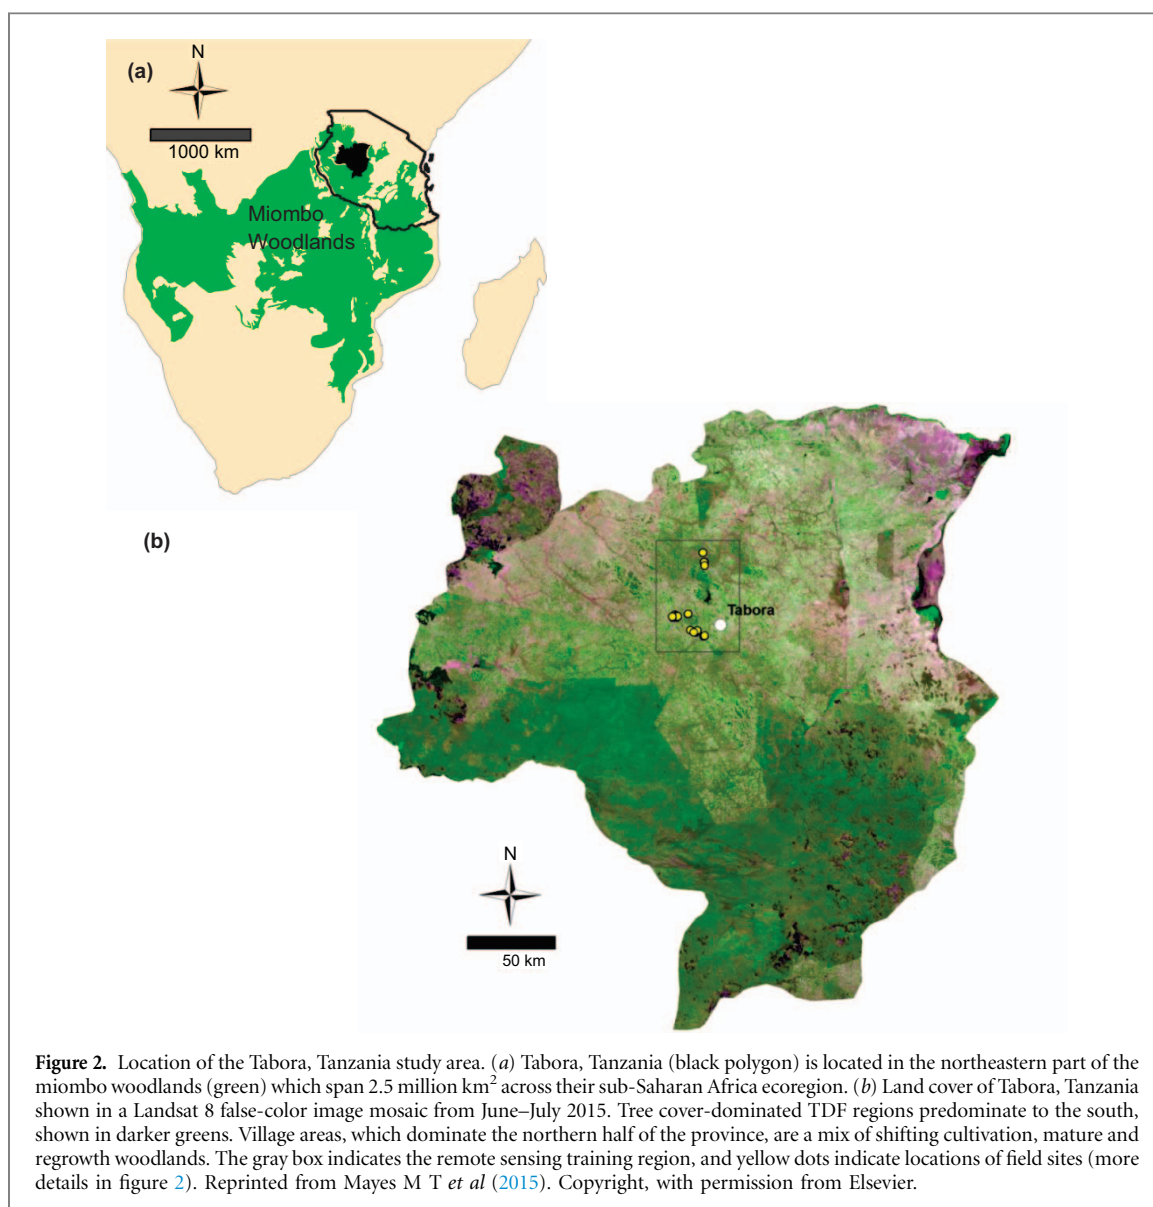 (a)
N
1000 km
Miombo
Woodlands
(b)
Tabora
N
50 km
Figure 2. Location of the Tabora, Tanzania study area. (a) Tabora, Tanzania (black polygon) is located in the northeastern part of the
miombo woodlands (green) which span 2.5 million km² across their sub-Saharan Africa ecoregion. (b) Land cover of Tabora, Tanzania
shown in a Landsat 8 false-color image mosaic from June–July 2015. Tree cover-dominated TDF regions predominate to the south,
shown in darker greens. Village areas, which dominate the northern half of the province, are a mix of shifting cultivation, mature and
regrowth woodlands. The gray box indicates the remote sensing training region, and yellow dots indicate locations of field sites (more
details in figure 2). Reprinted from Mayes M T et al (2015). Copyright, with permission from Elsevier.